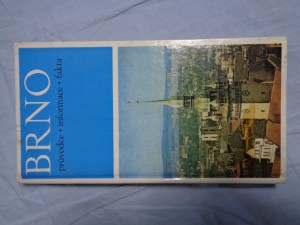 BRNO
průvodce • informace • fakta